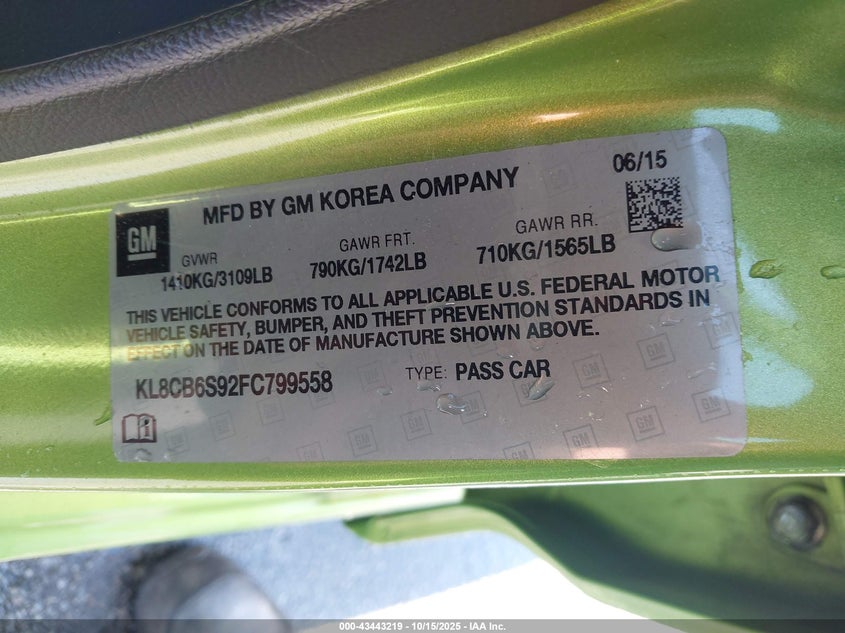 MFD BY GM KOREA COMPANY
06/15
GM
GVWR
1410KG/3109LB
GAWR FRT.
790KG/1742LB
GAWR RR.
710KG/1565LB
THIS VEHICLE CONFORMS TO ALL APPLICABLE U.S. FEDERAL MOTOR
VEHICLE SAFETY, BUMPER, AND THEFT PREVENTION STANDARDS IN
EFFECT ON THE DATE OF MANUFACTURE SHOWN ABOVE.
KL8CB6S92FC799558
TYPE: PASS CAR
000-43443219 - 10/15/2025 - IAA Inc.